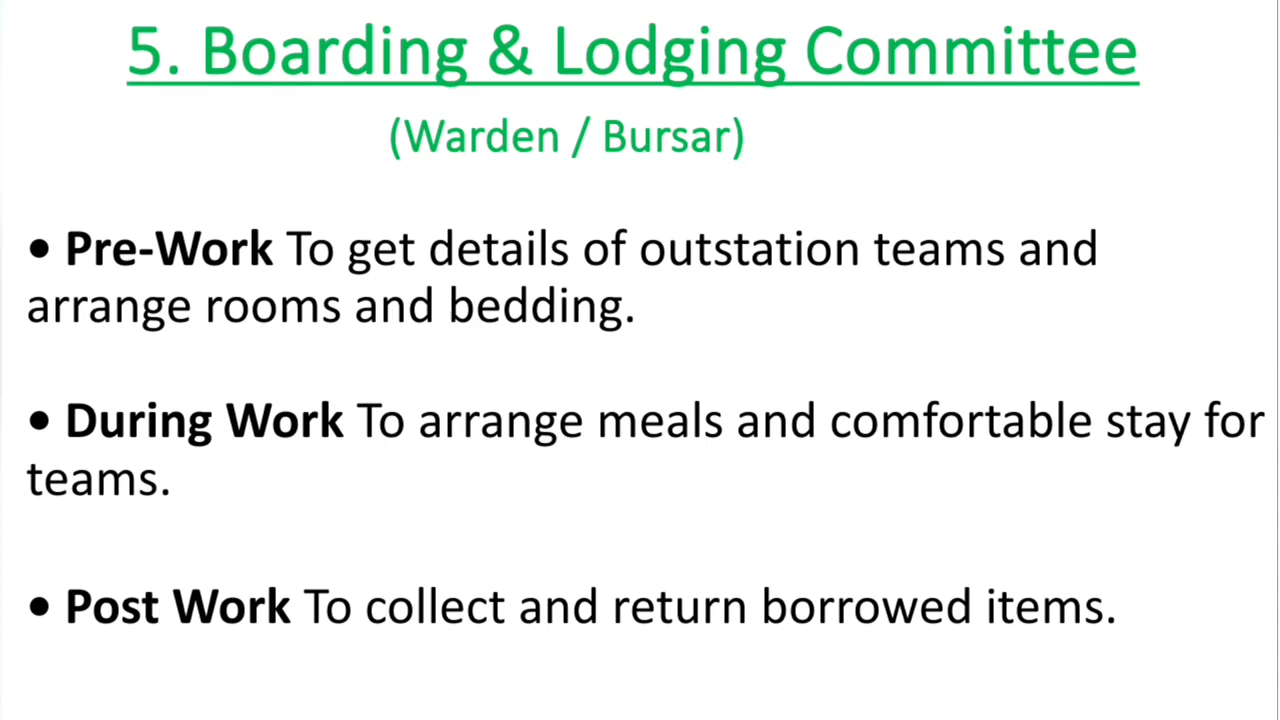 5. Boarding & Lodging Committee
(Warden / Bursar)
• Pre-Work To get details of outstation teams and
arrange rooms and bedding.
• During Work To arrange meals and comfortable stay for
teams.
• Post Work To collect and return borrowed items.